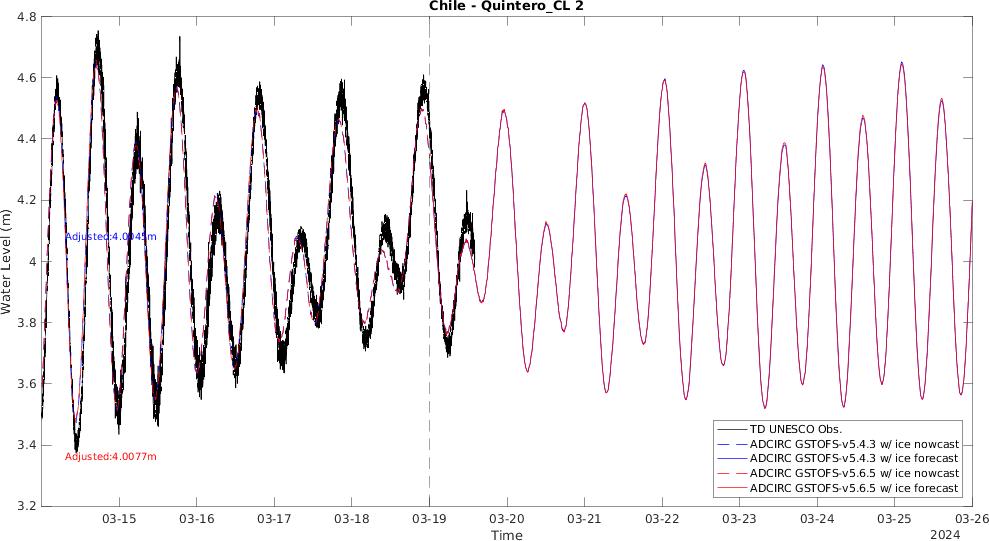 Chile - Quintero_CL 2
4.8
4.6
4.4
4.2
4
3.8
3.6
3.4
3.2
Water Level (m)
Adjusted:4.0045m
Adjusted:4.0077m
TD UNESCO Obs.
ADCIRC GSTOFS-v5.4.3 w/ ice nowcast
ADCIRC GSTOFS-v5.4.3 w/ ice forecast
ADCIRC GSTOFS-v5.6.5 w/ ice nowcast
ADCIRC GSTOFS-v5.6.5 w/ ice forecast
03-15 03-16 03-17 03-18 03-19 03-20 03-21 03-22 03-23 03-24 03-25 03-26
Time
2024